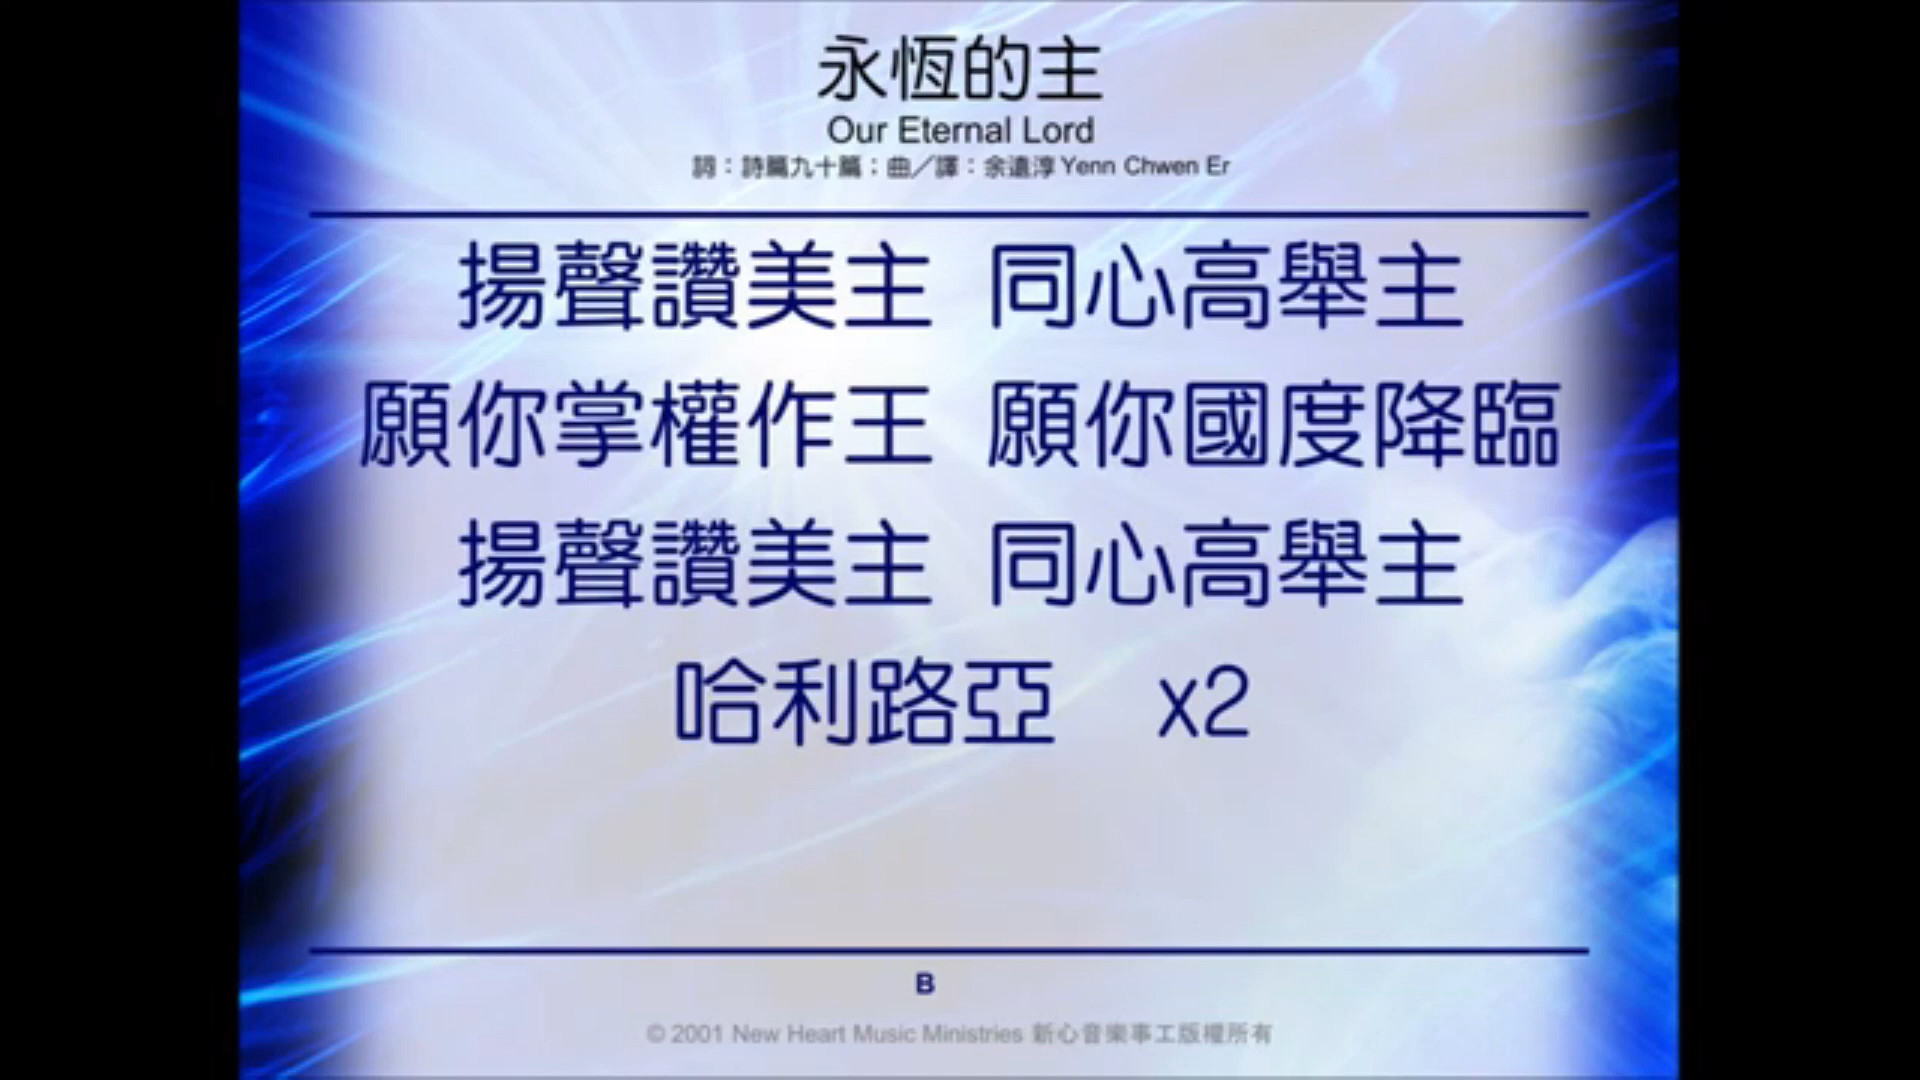 永恆的主
Our Eternal Lord
詞：詩篇九十篇；曲／譯：余遠淳 Yenn Chwen Er
揚聲讚美主 同心高舉主
願你掌權作王 願你國度降臨
揚聲讚美主 同心高舉主
哈利路亞 x2
B
© 2001 New Heart Music Ministries 新心音樂事工版權所有